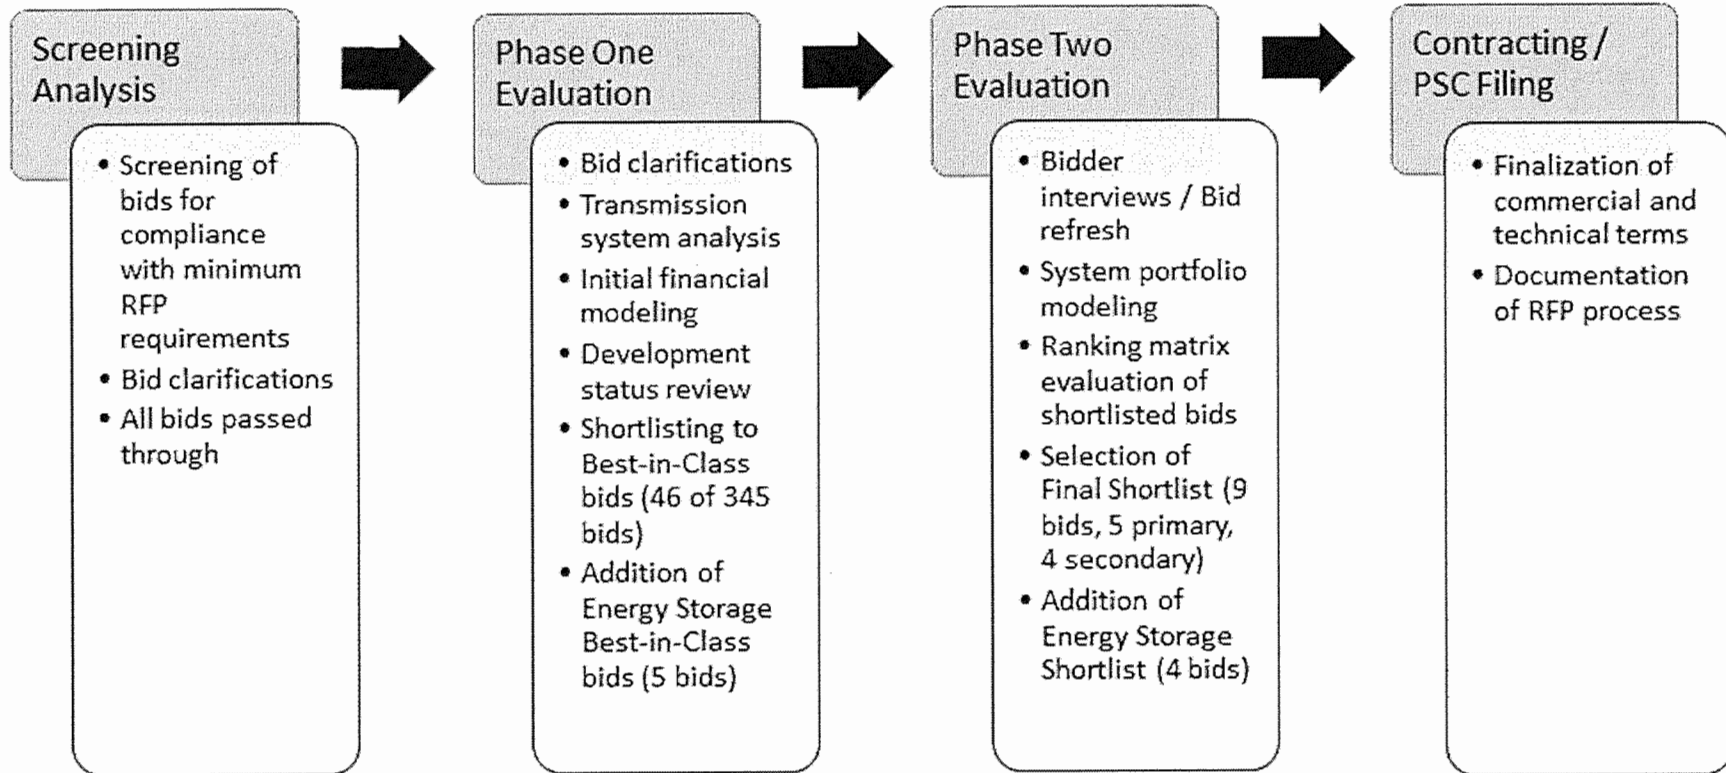 Screening
Analysis
• Screening of
bids for
compliance
with minimum
RFP
requirements
• Bid clarifications
• All bids passed
through
Phase One
Evaluation
• Bid clarifications
• Transmission
system analysis
• Initial financial
modeling
• Development
status review
• Shortlisting to
Best-in-Class
bids (46 of 345
bids)
• Addition of
Energy Storage
Best-in-Class
bids (5 bids)
Phase Two
Evaluation
• Bidder
interviews / Bid
refresh
• System portfolio
modeling
• Ranking matrix
evaluation of
shortlisted bids
• Selection of
Final Shortlist (9
bids, 5 primary,
4 secondary)
• Addition of
Energy Storage
Shortlist (4 bids)
Contracting /
PSC Filing
• Finalization of
commercial and
technical terms
• Documentation
of RFP process